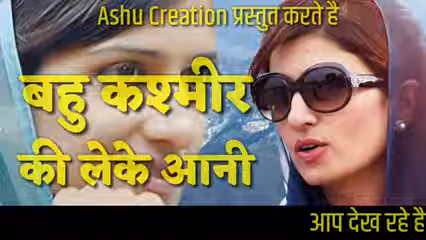 Ashu Creation प्रस्तुत करते है
बहु कश्मीर
की लेके आनी
आप देख रहे है